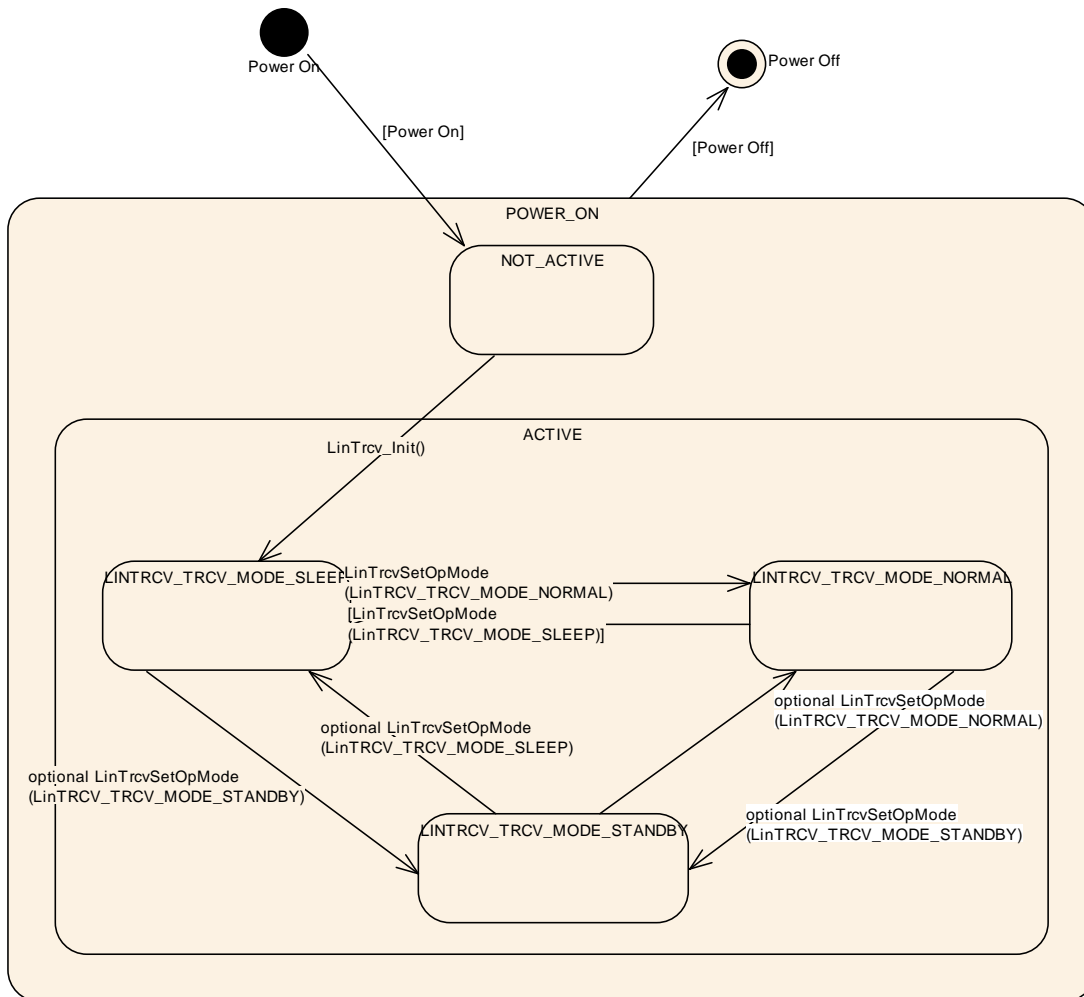 Power On
Power Off
[Power On]
[Power Off]
POWER_ON
NOT_ACTIVE
ACTIVE
LinTrcv_Init()
LINTRCV_TRCV_MODE_SLEEP
LinTrcvSetOpMode
(LinTRCV_TRCV_MODE_NORMAL)
[LinTrcvSetOpMode
(LinTRCV_TRCV_MODE_SLEEP)]
LINTRCV_TRCV_MODE_NORMAL
optional LinTrcvSetOpMode
(LinTRCV_TRCV_MODE_NORMAL)
optional LinTrcvSetOpMode
(LinTRCV_TRCV_MODE_SLEEP)
optional LinTrcvSetOpMode
(LinTRCV_TRCV_MODE_STANDBY)
optional LinTrcvSetOpMode
(LinTRCV_TRCV_MODE_STANDBY)
LINTRCV_TRCV_MODE_STANDBY